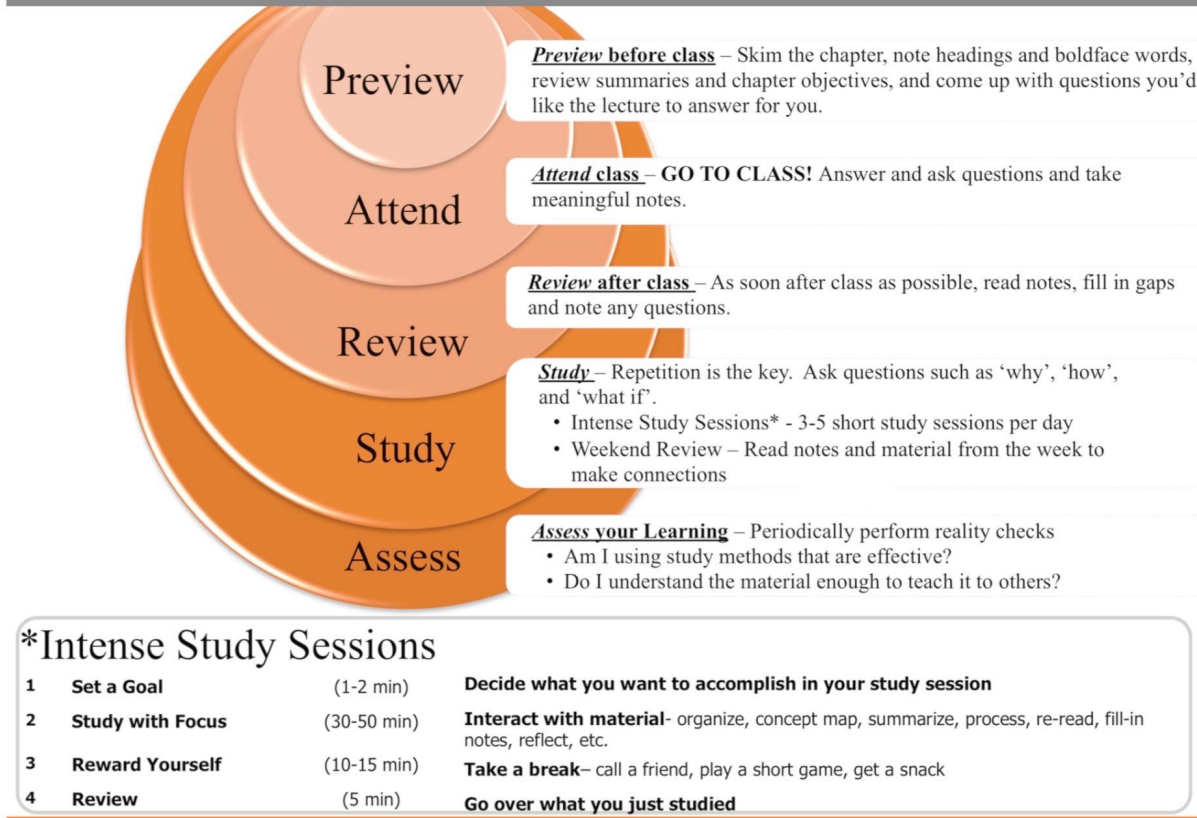 Preview
Preview before class – Skim the chapter, note headings and boldface words,
review summaries and chapter objectives, and come up with questions you'd
like the lecture to answer for you.
Attend
Attend class – GO TO CLASS! Answer and ask questions and take
meaningful notes.
Review
Review after class – As soon after class as possible, read notes, fill in gaps
and note any questions.
Study
Study – Repetition is the key. Ask questions such as ‘why’, ‘how’,
and ‘what if’.
• Intense Study Sessions* - 3-5 short study sessions per day
• Weekend Review – Read notes and material from the week to
make connections
Assess
Assess your Learning – Periodically perform reality checks
• Am I using study methods that are effective?
• Do I understand the material enough to teach it to others?
*Intense Study Sessions
1 Set a Goal (1-2 min) Decide what you want to accomplish in your study session
2 Study with Focus (30-50 min) Interact with material- organize, concept map, summarize, process, re-read, fill-in
notes, reflect, etc.
3 Reward Yourself (10-15 min) Take a break– call a friend, play a short game, get a snack
4 Review (5 min) Go over what you just studied